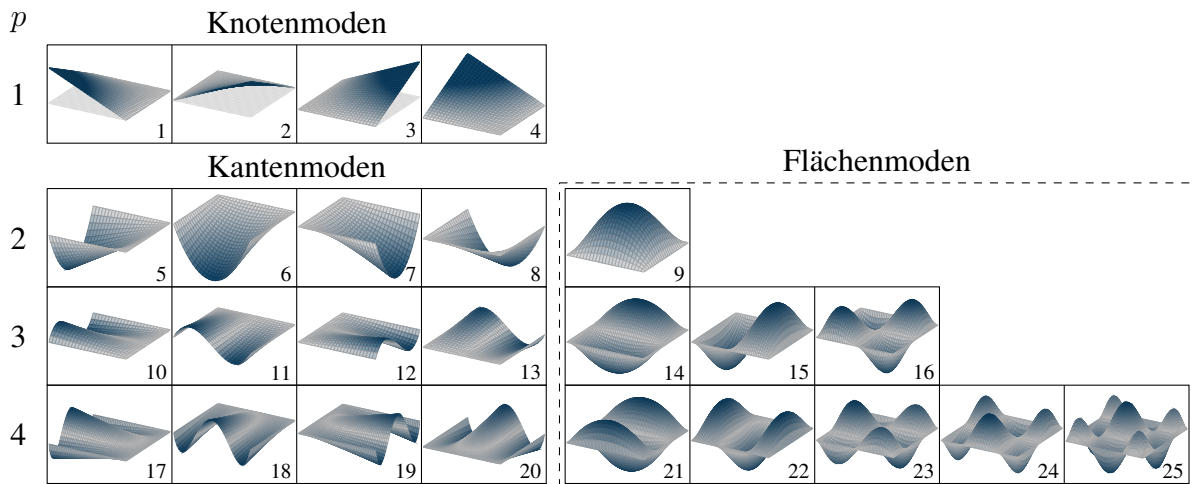 p Knotenmoden
1 1 2 3 4
Kantenmoden Flächenmoden
2 5 6 7 8 9
3 10 11 12 13 14 15 16
4 17 18 19 20 21 22 23 24 25